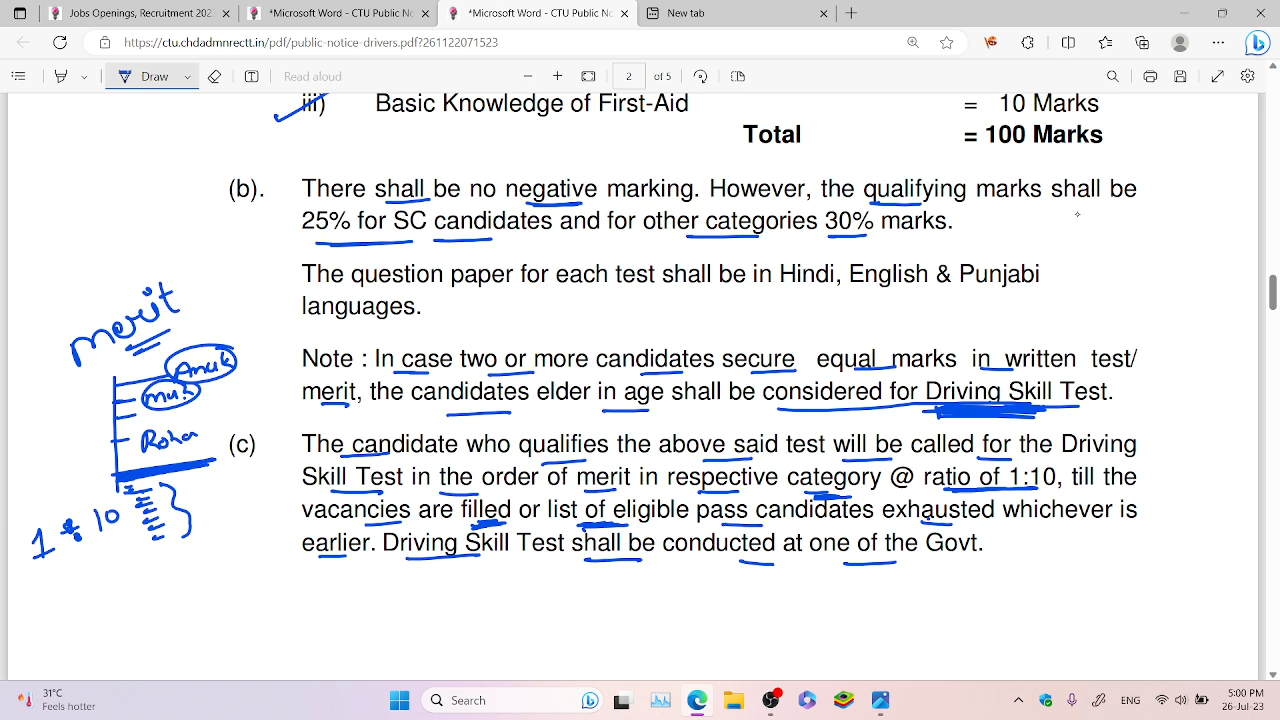 Jobs Openings, Recruitment 202
*Microsoft Word - CTU Public No
*Microsoft Word - CTU Public No
New tab
https://ctu.chdadmnrectt.in/pdf/public-notice-drivers.pdf?261122071523
Draw
Read aloud
2 of 5
iii) Basic Knowledge of First-Aid = 10 Marks
Total = 100 Marks
(b). There shall be no negative marking. However, the qualifying marks shall be
25% for SC candidates and for other categories 30% marks.
The question paper for each test shall be in Hindi, English & Punjabi
languages.
merit
Note : In case two or more candidates secure equal marks in written test/
merit, the candidates elder in age shall be considered for Driving Skill Test.
(c) The candidate who qualifies the above said test will be called for the Driving
Skill Test in the order of merit in respective category @ ratio of 1:10, till the
vacancies are filled or list of eligible pass candidates exhausted whichever is
earlier. Driving Skill Test shall be conducted at one of the Govt.
1 : 10
31°C
Feels hotter
Search
ENG
5:00 PM
26-Jul-23